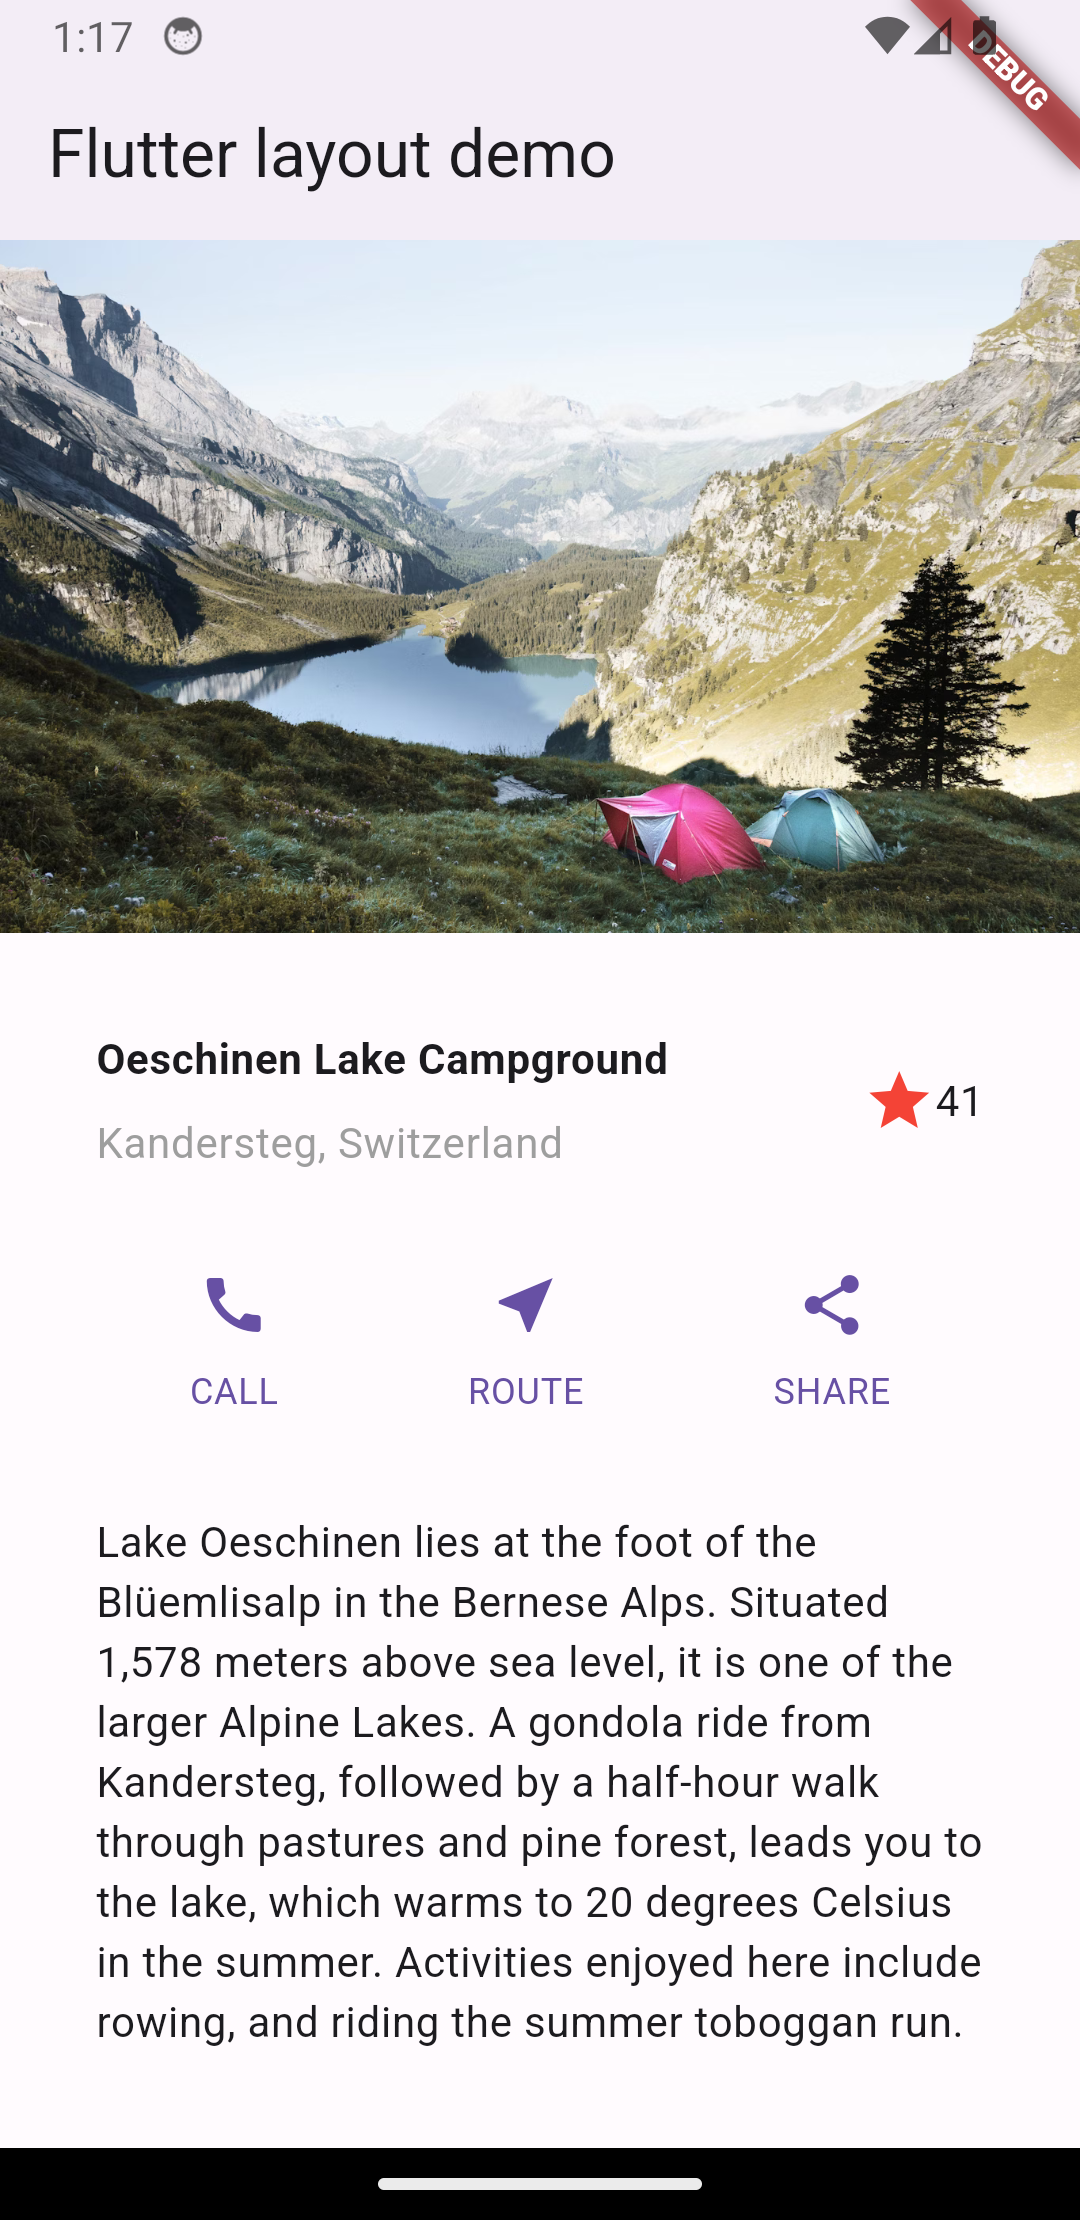 1:17
DEBUG
Flutter layout demo
Oeschinen Lake Campground
Kandersteg, Switzerland
41
CALL
ROUTE
SHARE
Lake Oeschinen lies at the foot of the
Blüemlisalp in the Bernese Alps. Situated
1,578 meters above sea level, it is one of the
larger Alpine Lakes. A gondola ride from
Kandersteg, followed by a half-hour walk
through pastures and pine forest, leads you to
the lake, which warms to 20 degrees Celsius
in the summer. Activities enjoyed here include
rowing, and riding the summer toboggan run.